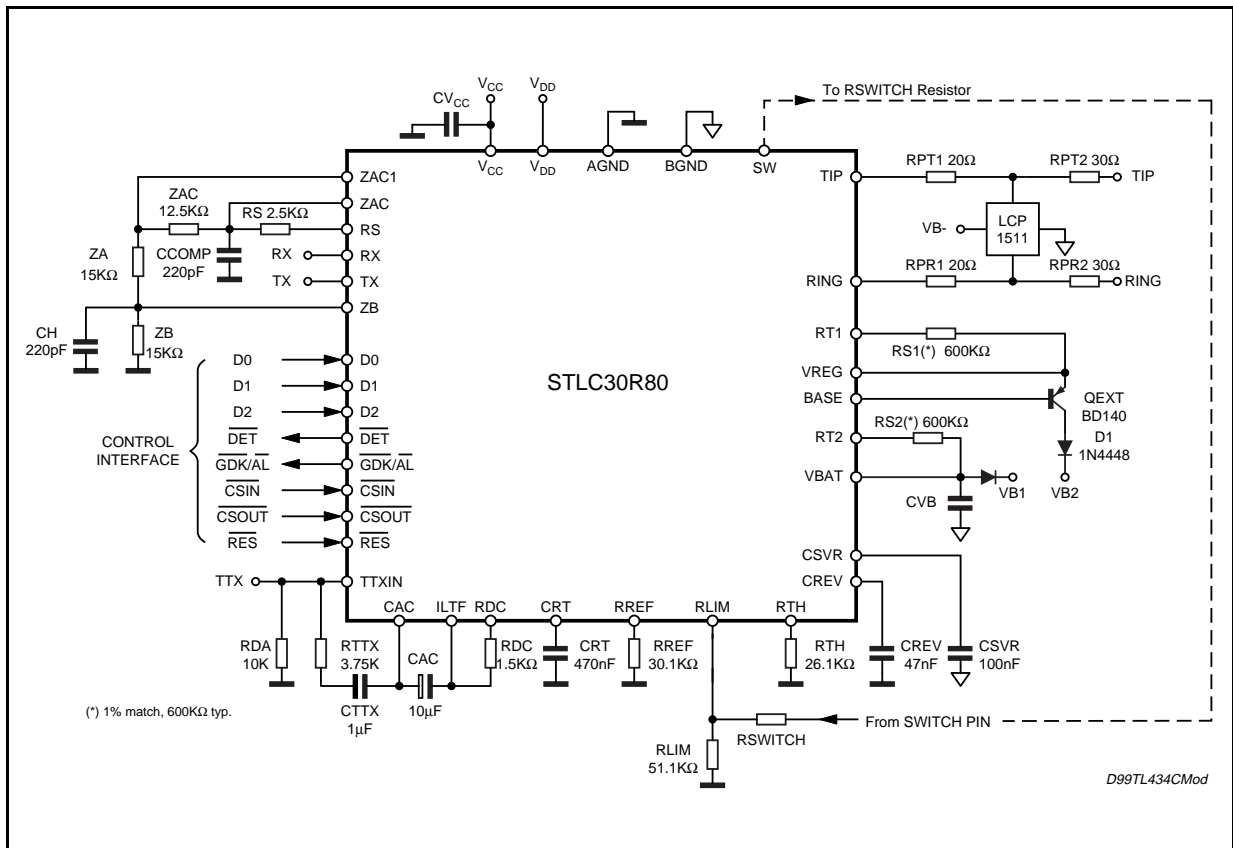 To RSWITCH Resistor
VCC
VDD
CVCC
VCC
VDD
AGND
BGND
SW
ZAC1
ZAC
RS
RX
TX
ZB
ZAC
12.5KΩ
RS 2.5KΩ
ZA
15KΩ
CCOMP
220pF
RX
TX
CH
220pF
ZB
15KΩ
CONTROL
INTERFACE
D0
D1
D2
DET
GDK/AL
CSIN
CSOUT
RES
D0
D1
D2
DET
GDK/AL
CSIN
CSOUT
RES
TTX
TTXIN
STLC30R80
TIP
RPT1 20Ω
RPT2 30Ω
TIP
VB-
LCP
1511
RING
RPR1 20Ω
RPR2 30Ω
RING
RT1
RS1(*) 600KΩ
VREG
BASE
QEXT
BD140
D1
1N4448
RT2
RS2(*) 600KΩ
VBAT
VB1
VB2
CVB
CSVR
CREV
CAC
ILTF
RDC
CRT
RREF
RLIM
RTH
RDA
10K
RTTX
3.75K
CAC
10µF
CTTX
1µF
RDC
1.5KΩ
CRT
470nF
RREF
30.1KΩ
RTH
26.1KΩ
CREV
47nF
CSVR
100nF
RSWITCH
From SWITCH PIN
RLIM
51.1KΩ
(*) 1% match, 600KΩ typ.
D99TL434CMod